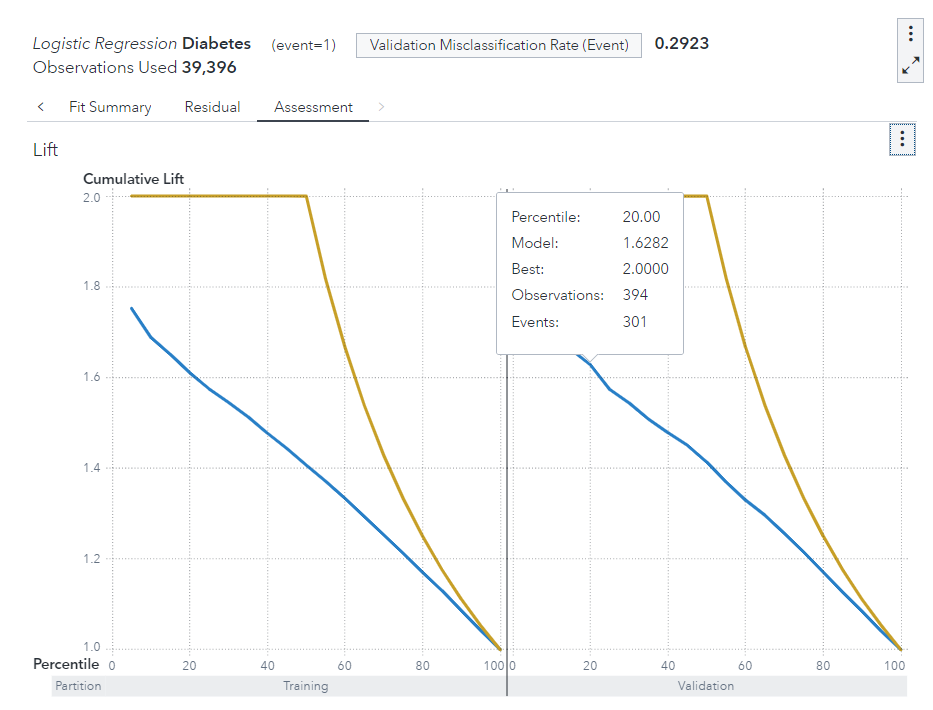 Logistic Regression Diabetes (event=1) Validation Misclassification Rate (Event) 0.2923
Observations Used 39,396
< Fit Summary Residual Assessment >
Lift
Cumulative Lift
2.0
1.8
1.6
1.4
1.2
1.0
Percentile: 20.00
Model: 1.6282
Best: 2.0000
Observations: 394
Events: 301
Percentile 0 20 40 60 80 100 0 20 40 60 80 100
Partition Training Validation